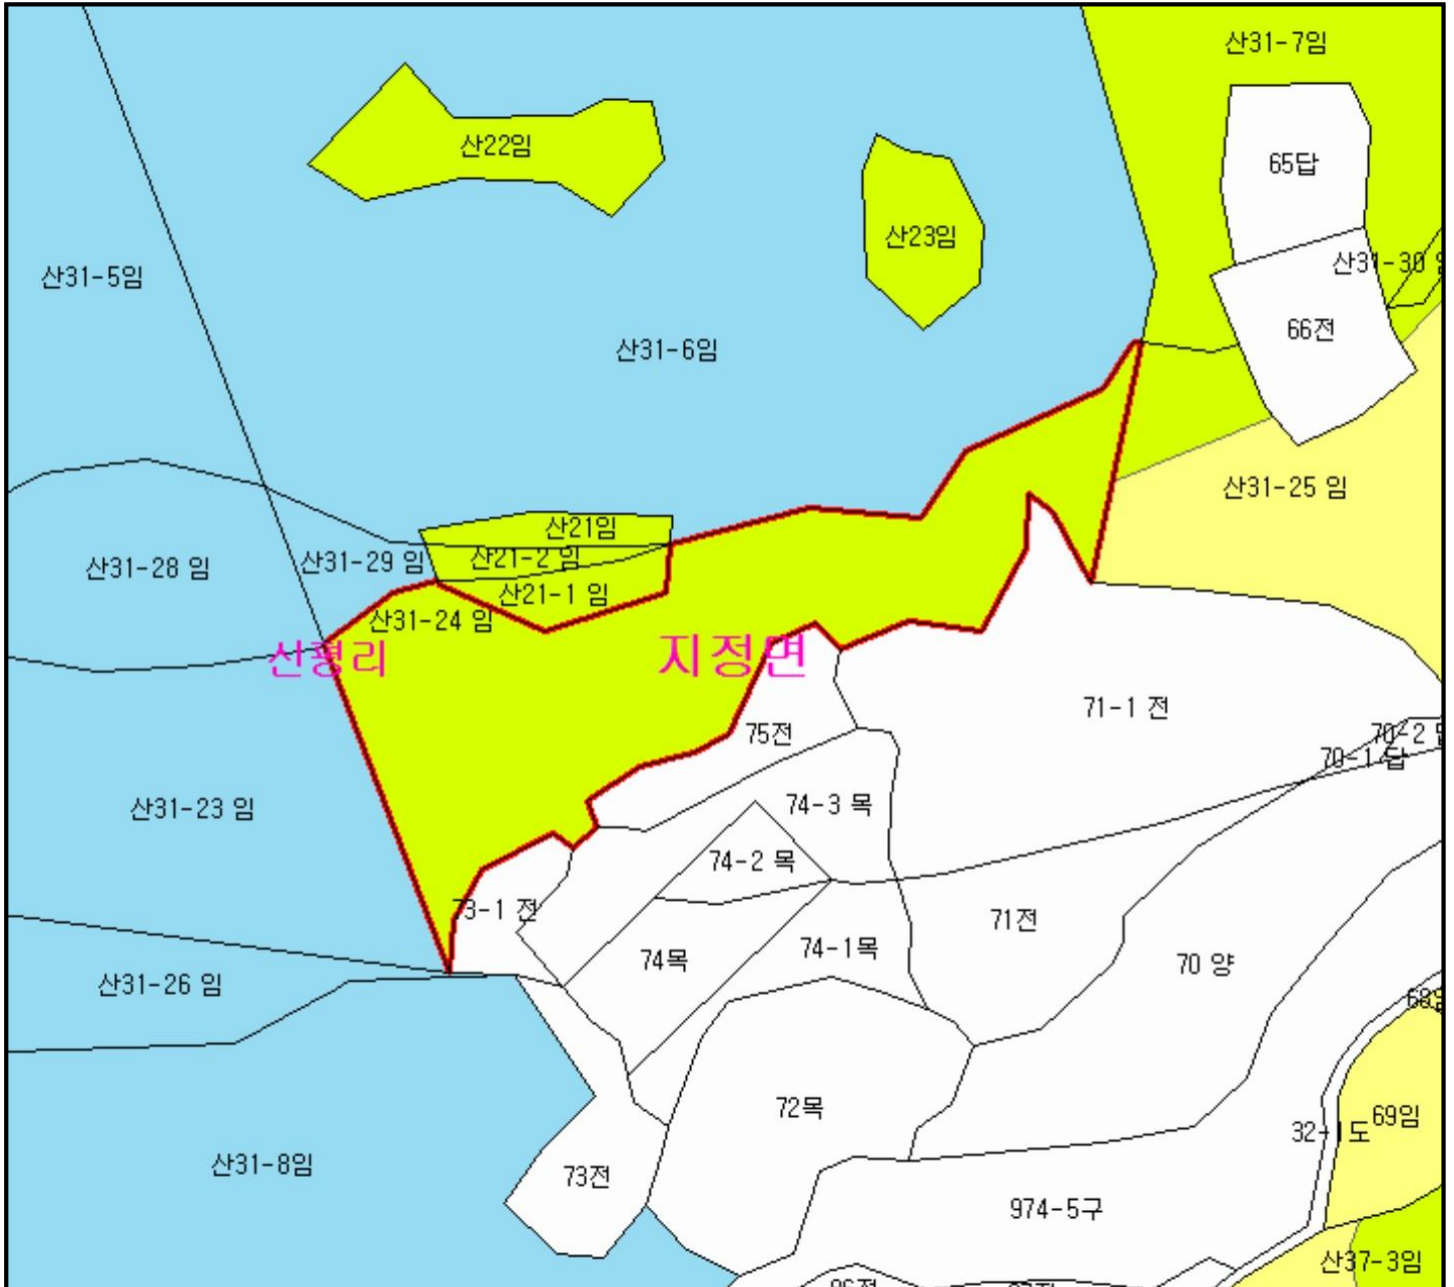 산31-7임
산22임
65답
산23임
산31-5임
산31-30
66전
산31-6임
산31-25 임
산21임
산21-2 임
산31-28 임
산31-29 임
산21-1 임
산31-24 임
지정면
71-1 전
75전
70-2
70-1답
산31-23 임
74-3 목
74-2 목
73-1 전
71전
74-1목
74목
70 양
산31-26 임
72목
69임
32-1도
산31-8임
73전
974-5구
산37-3임